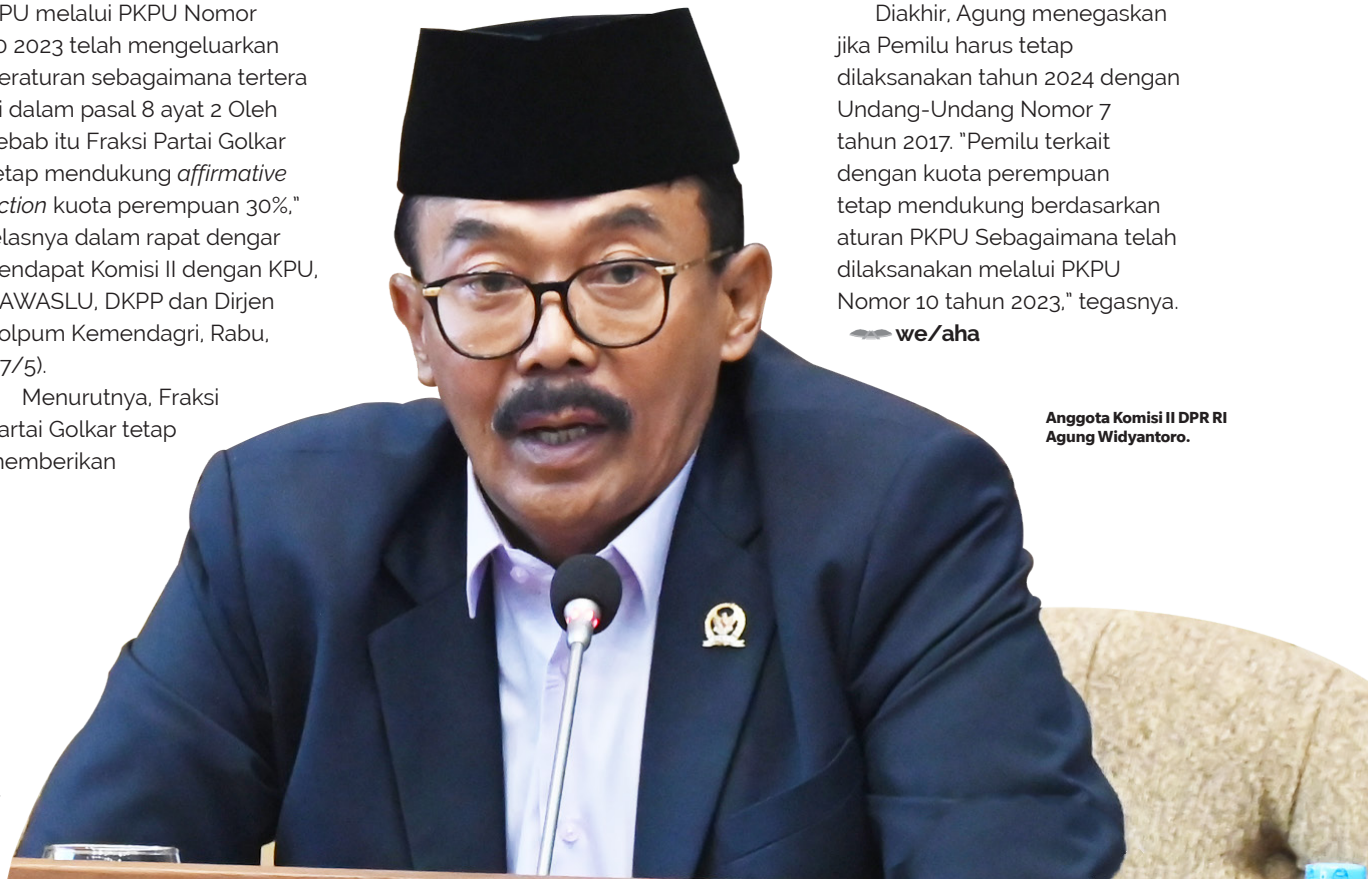 PU melalui PKPU Nomor
0 2023 telah mengeluarkan
eraturan sebagaimana tertera
i dalam pasal 8 ayat 2 Oleh
ebab itu Fraksi Partai Golkar
etap mendukung affirmative
ction kuota perempuan 30%,"
elasnya dalam rapat dengar
endapat Komisi II dengan KPU,
AWASLU, DKPP dan Dirjen
olpum Kemendagri, Rabu,
7/5).
Menurutnya, Fraksi
artai Golkar tetap
memberikan
Diakhir, Agung menegaskan
jika Pemilu harus tetap
dilaksanakan tahun 2024 dengan
Undang-Undang Nomor 7
tahun 2017. "Pemilu terkait
dengan kuota perempuan
tetap mendukung berdasarkan
aturan PKPU Sebagaimana telah
dilaksanakan melalui PKPU
Nomor 10 tahun 2023," tegasnya.
we/aha
Anggota Komisi II DPR RI
Agung Widyantoro.